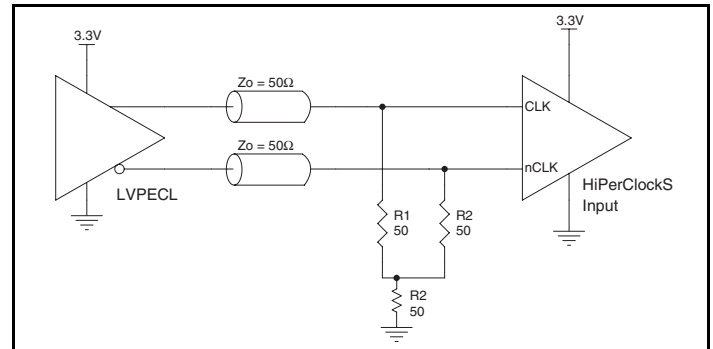 3.3V
3.3V
Zo = 50Ω
CLK
Zo = 50Ω
nCLK
LVPECL
HiPerClockS
Input
R1
50
R2
50
R2
50